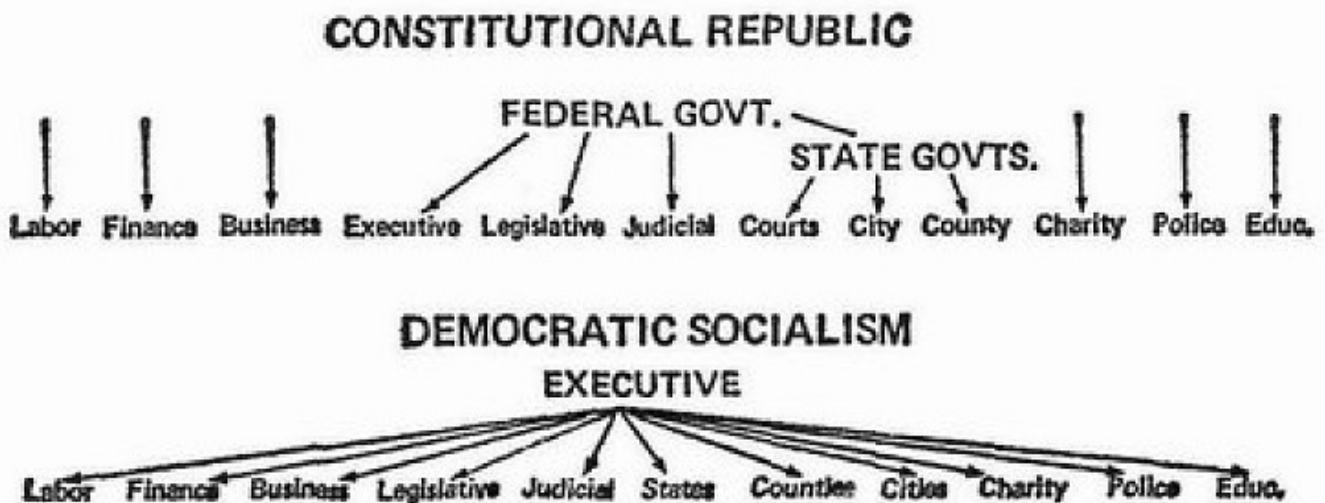 CONSTITUTIONAL REPUBLIC
FEDERAL GOVT.
STATE GOVTS.
Labor Finance Business Executive Legislative Judicial Courts City County Charity Police Educ.
DEMOCRATIC SOCIALISM
EXECUTIVE
Labor Finance Business Legislative Judicial States Counties Cities Charity Police Educ.